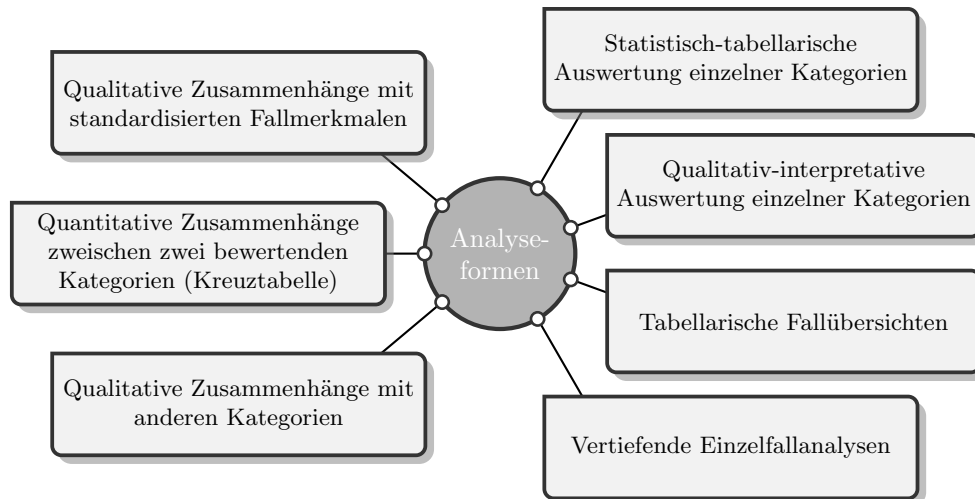 Statistisch-tabellarische
Auswertung einzelner Kategorien
Qualitative Zusammenhänge mit
standardisierten Fallmerkmalen
Qualitativ-interpretative
Auswertung einzelner Kategorien
Quantitative Zusammenhänge
zweischen zwei bewertenden
Kategorien (Kreuztabelle)
Analyse-
formen
Tabellarische Fallübersichten
Qualitative Zusammenhänge mit
anderen Kategorien
Vertiefende Einzelfallanalysen